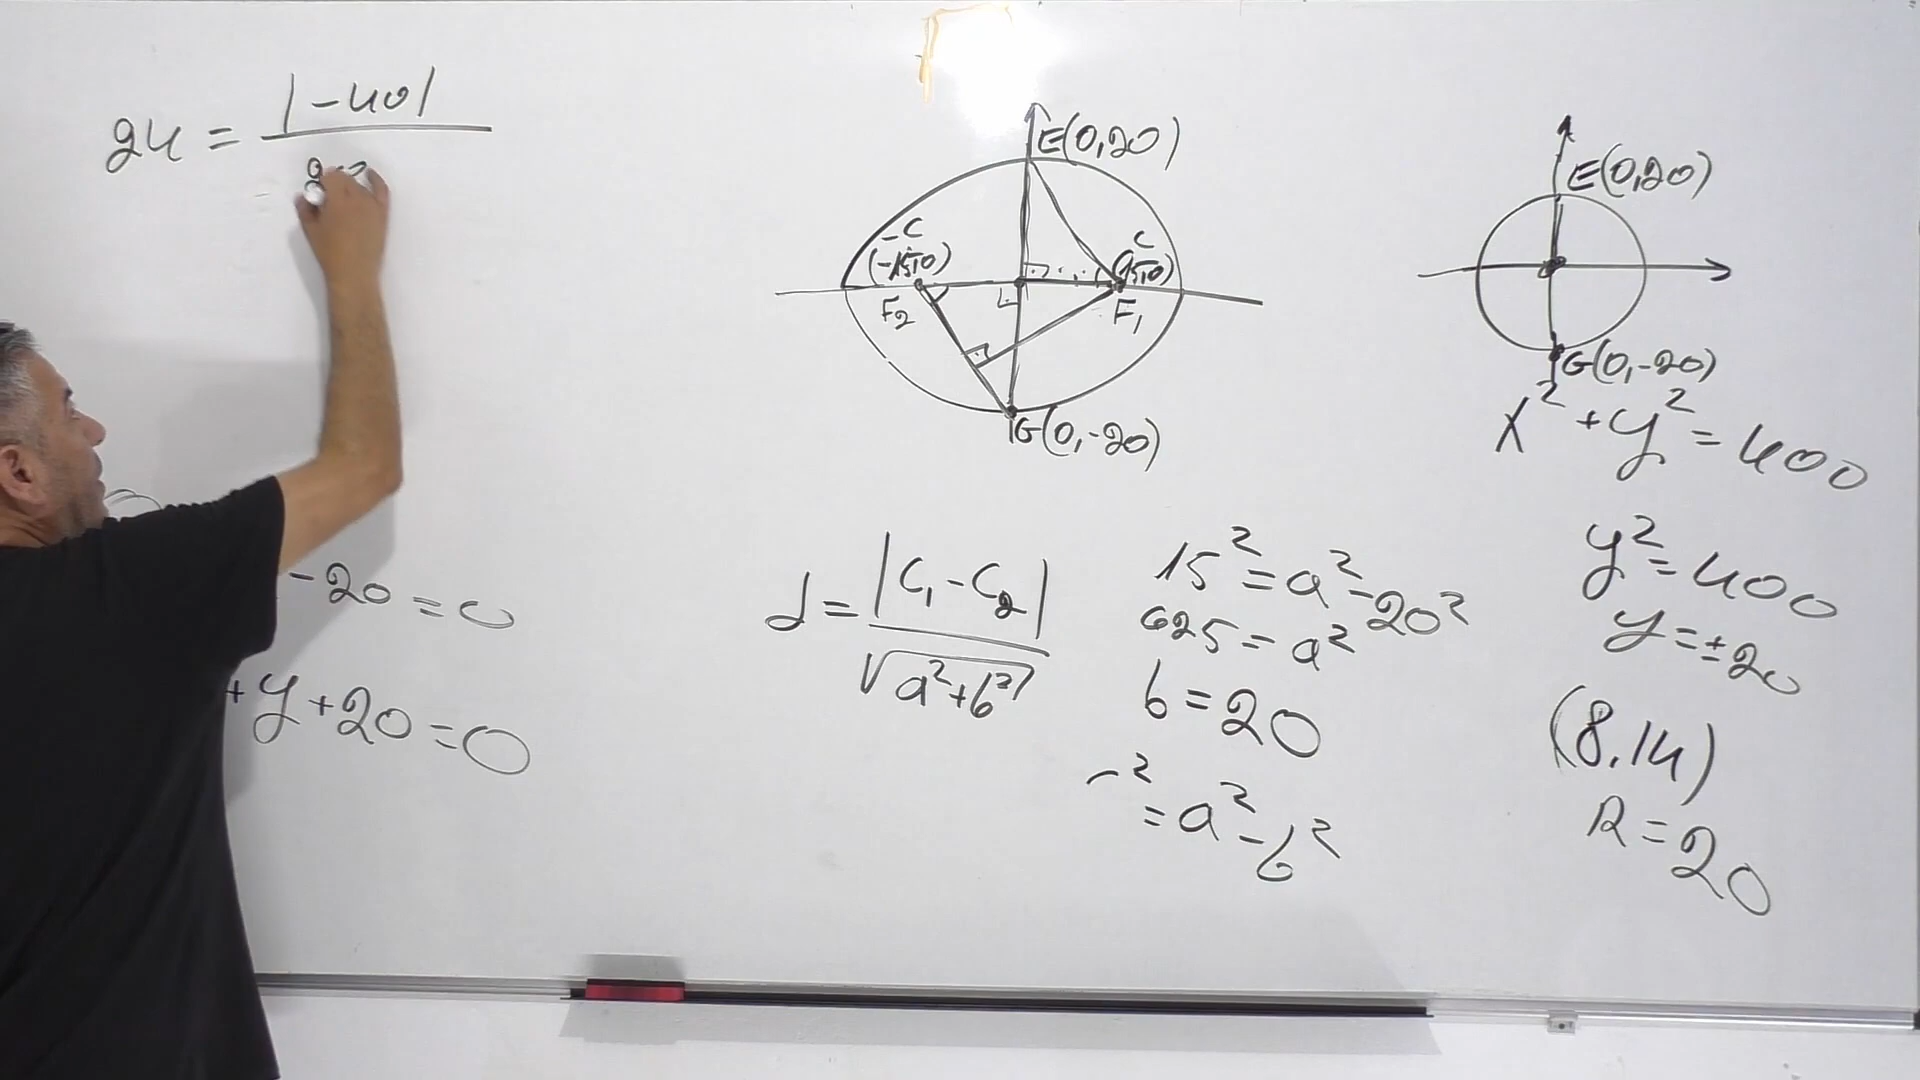 24 = |-40|
-20=0
+y+20=0
E(0,20)
-C
C
(-15,0)
(15,0)
F2
F1
G(0,-20)
d = |C₁-C₂|
√a²+b²
15² = a²-20²
625 = a²
b = 20
= a²-b²
E(0,20)
G(0,-20)
x²+y²=400
y²=400
y=±20
(8.14)
R=20